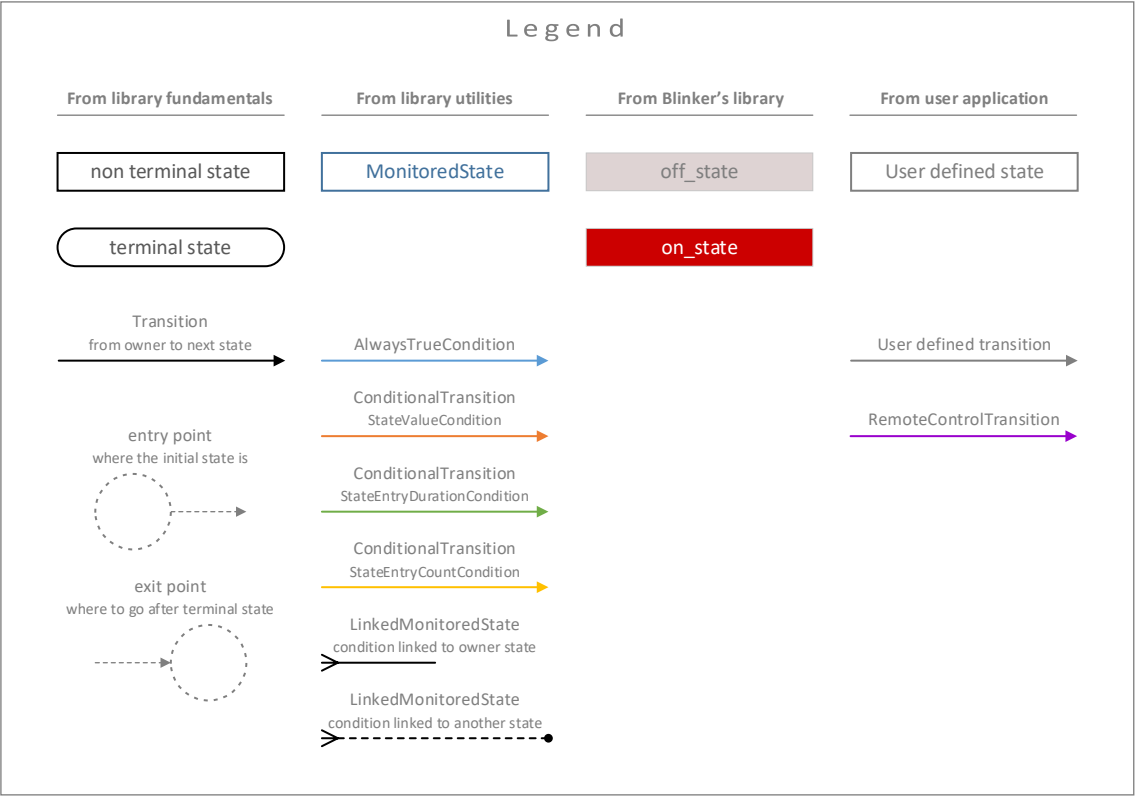 Legend
From library fundamentals
From library utilities
From Blinker's library
From user application
non terminal state
MonitoredState
off_state
User defined state
terminal state
on_state
Transition
from owner to next state
AlwaysTrueCondition
User defined transition
ConditionalTransition
StateValueCondition
RemoteControlTransition
entry point
where the initial state is
ConditionalTransition
StateEntryDurationCondition
ConditionalTransition
StateEntryCountCondition
exit point
where to go after terminal state
LinkedMonitoredState
condition linked to owner state
LinkedMonitoredState
condition linked to another state